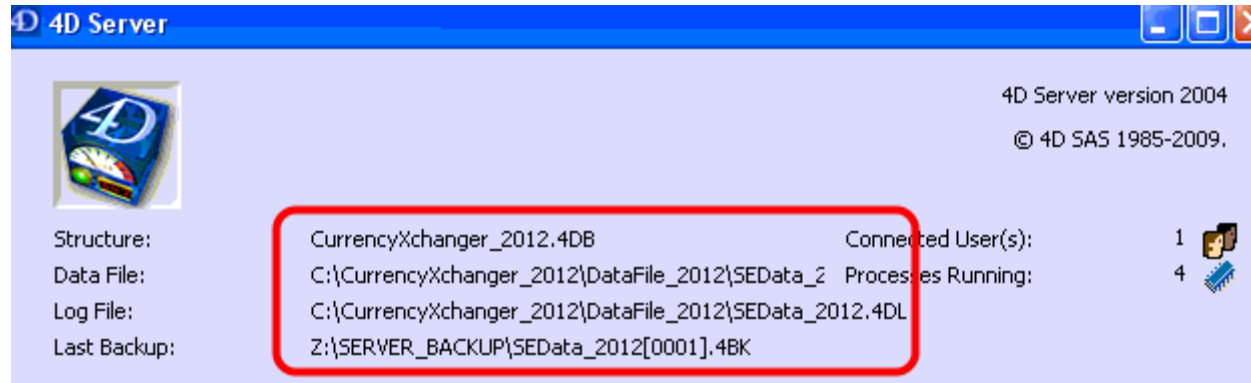 4D Server
4D Server version 2004
© 4D SAS 1985-2009.
Structure: CurrencyXchanger_2012.4DB Connected User(s): 1
Data File: C:\CurrencyXchanger_2012\DataFile_2012\SEData_2 Processes Running: 4
Log File: C:\CurrencyXchanger_2012\DataFile_2012\SEData_2012.4DL
Last Backup: Z:\SERVER_BACKUP\SEData_2012[0001].4BK